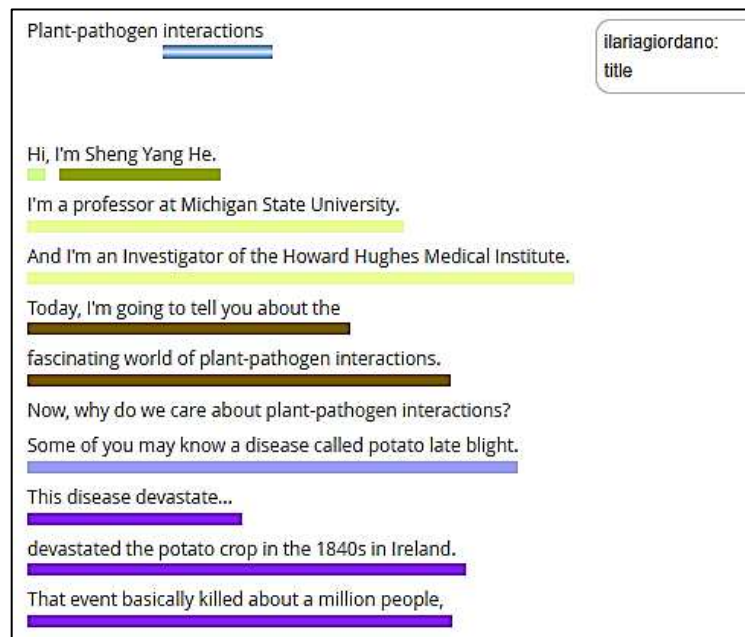 Plant-pathogen interactions
ilariagiordano:
title
Hi, I'm Sheng Yang He.
I'm a professor at Michigan State University.
And I'm an Investigator of the Howard Hughes Medical Institute.
Today, I'm going to tell you about the
fascinating world of plant-pathogen interactions.
Now, why do we care about plant-pathogen interactions?
Some of you may know a disease called potato late blight.
This disease devastate...
devastated the potato crop in the 1840s in Ireland.
That event basically killed about a million people,